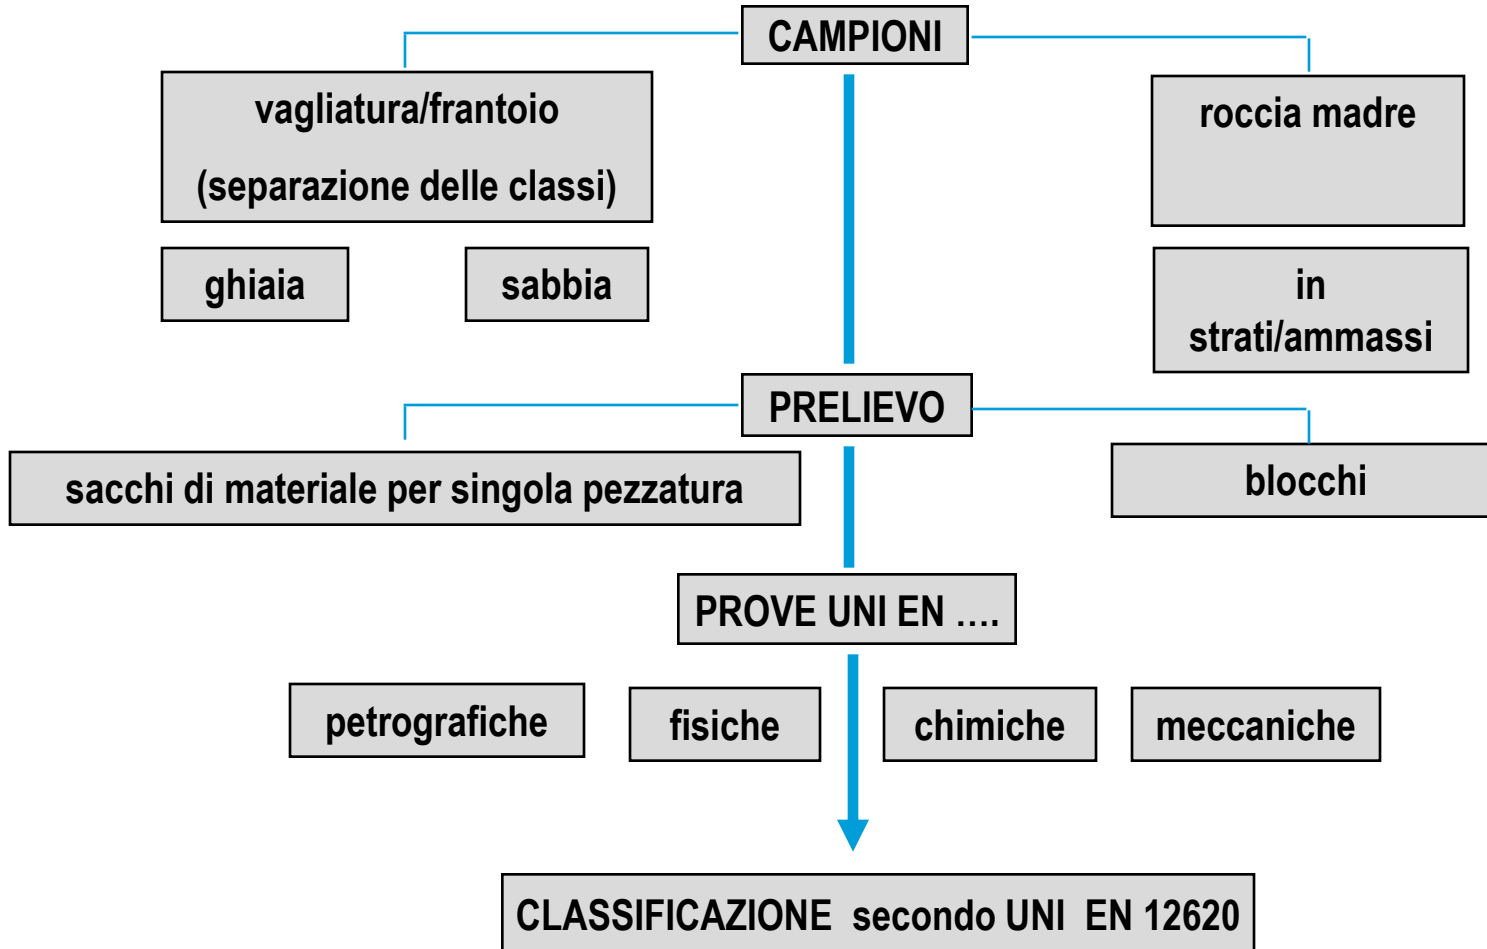 CAMPIONI
vagliatura/frantoio
(separazione delle classi)
roccia madre
ghiaia
sabbia
in
strati/ammassi
PRELIEVO
sacchi di materiale per singola pezzatura
blocchi
PROVE UNI EN ....
petrografiche
fisiche
chimiche
meccaniche
CLASSIFICAZIONE secondo UNI EN 12620